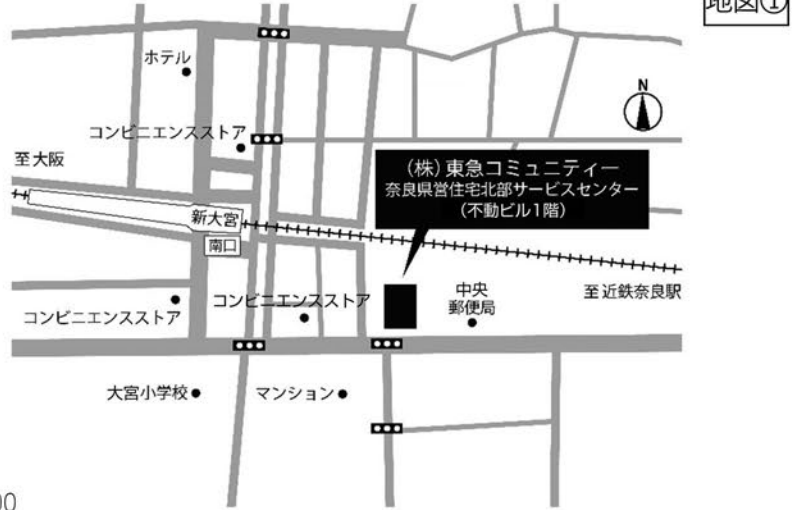 地図①
ホテル
N
コンビニエンスストア
至大阪
(株)東急コミュニティー
奈良県営住宅北部サービスセンター
(不動ビル1階)
新大宮
南口
中央
郵便局
至近鉄奈良駅
コンビニエンスストア
コンビニエンスストア
大宮小学校
マンション